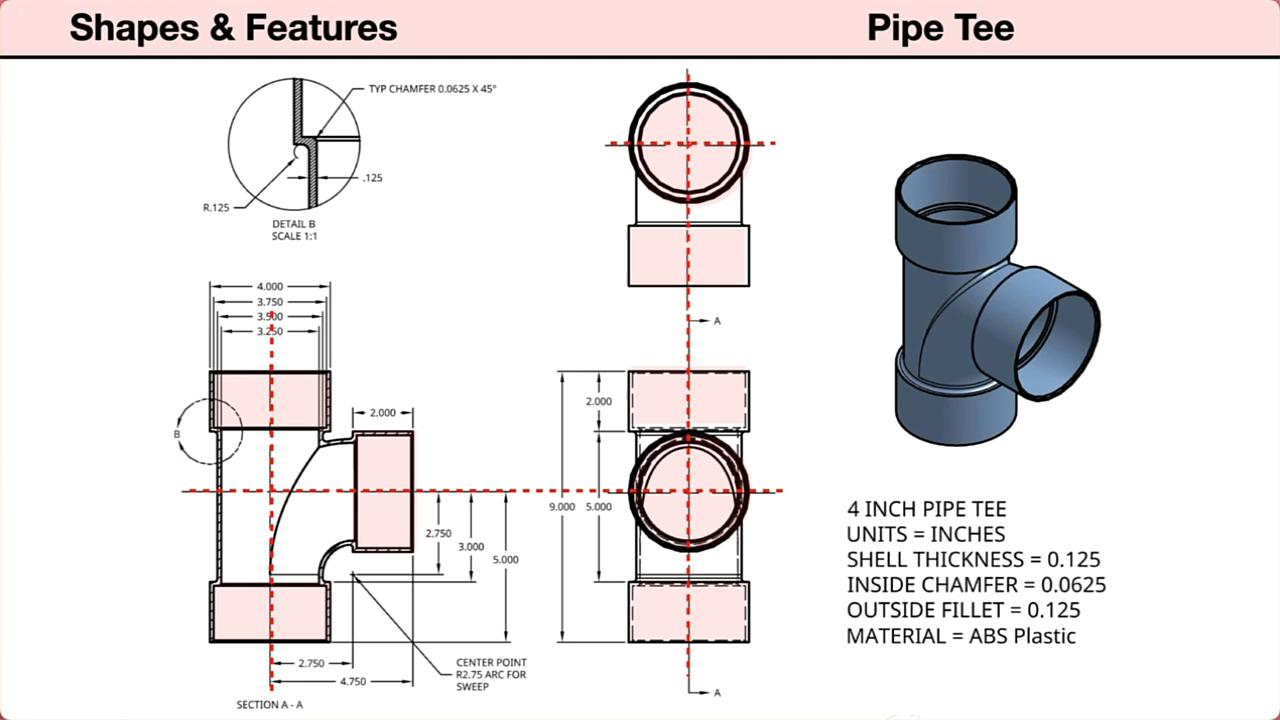 Shapes & Features
Pipe Tee
TYP CHAMFER 0.0625 X 45°
.125
R.125
DETAIL B
SCALE 1:1
4.000
3.750
3.500
3.250
B
2.000
2.750
3.000
5.000
2.750
4.750
CENTER POINT
R2.75 ARC FOR
SWEEP
SECTION A - A
A
2.000
9.000
5.000
A
4 INCH PIPE TEE
UNITS = INCHES
SHELL THICKNESS = 0.125
INSIDE CHAMFER = 0.0625
OUTSIDE FILLET = 0.125
MATERIAL = ABS Plastic